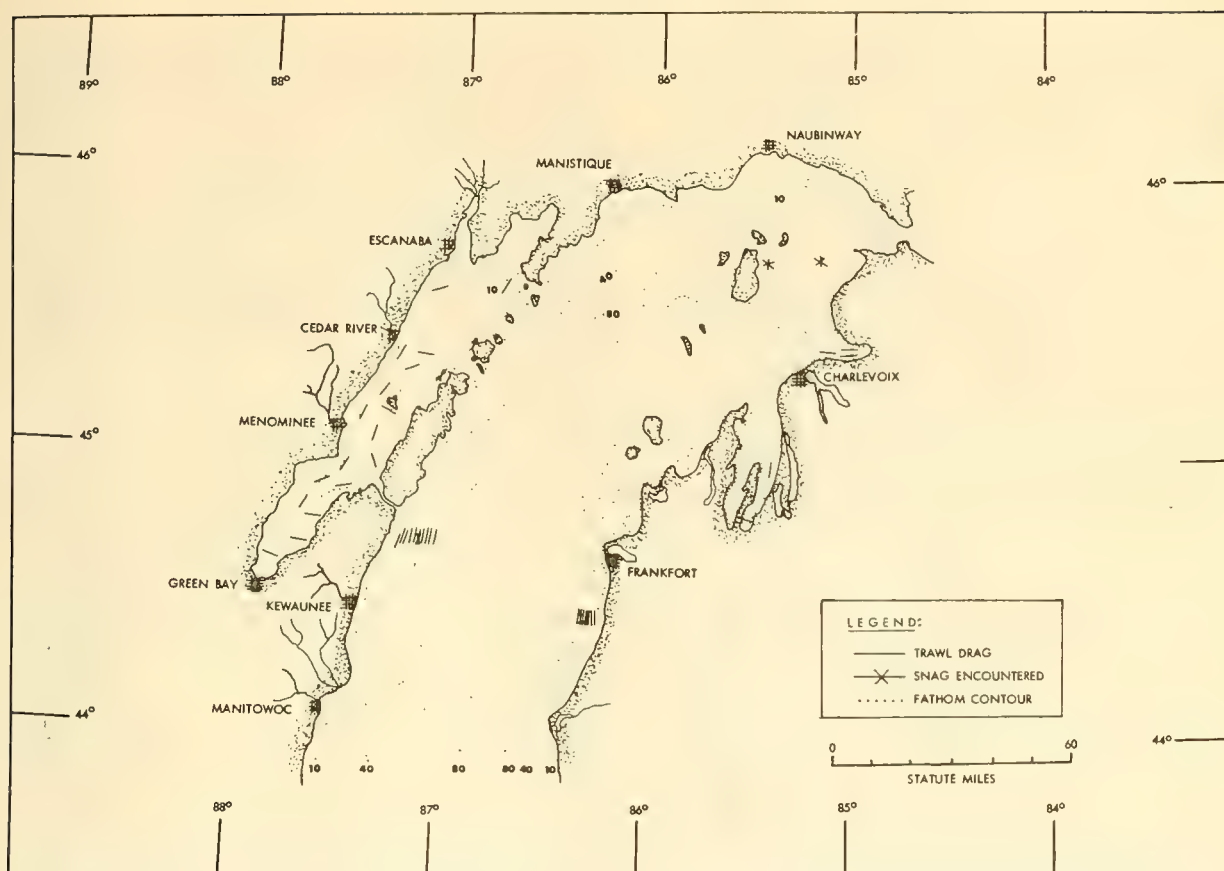 89° 88° 87° 86° 85° 84°
NAUBINWAY
46°
MANISTIQUE
46°
10
ESCANABA
40
10
80
CEDAR RIVER
CHARLEVOIX
MENOMINEE
45°
GREEN BAY
FRANKFORT
KEWAUNEE
LEGEND:
TRAWL DRAG
SNAG ENCOUNTERED
FATHOM CONTOUR
MANITOWOC
44°
44°
0 60
10 40 80 80 40 10
STATUTE MILES
88° 87° 86° 85° 84°